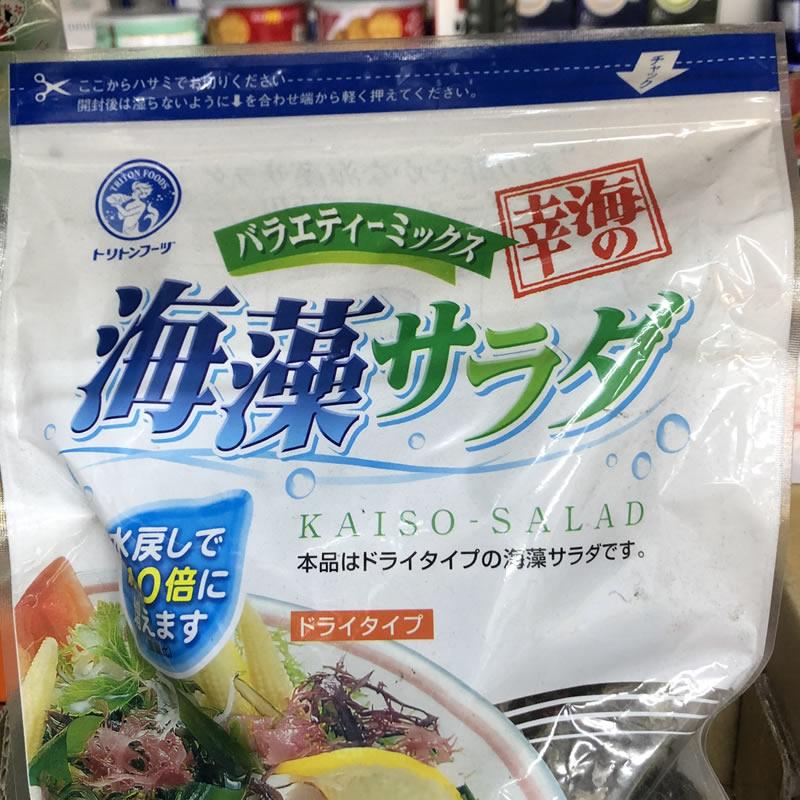 ここからハサミでお切りください
開封後は湿らないように⬇を合わせ端から軽く押えてください。
チャック
TRITON FOODS
トリトンフーヅ
バラエティーミックス
海の幸
海藻サラダ
KAISO-SALAD
本品はドライタイプの海藻サラダです。
水戻しで
0倍に
えます
ドライタイプ